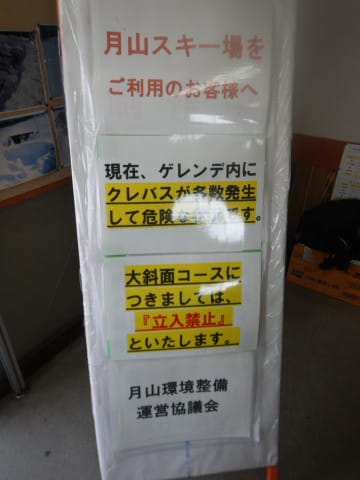 月山スキー場を
ご利用のお客様へ
現在、ゲレンデ内に
クレバスが多数発生
して危険な状況です。
大斜面コースに
つきましては、
『立入禁止』
といたします。
月山環境整備
運営協議会